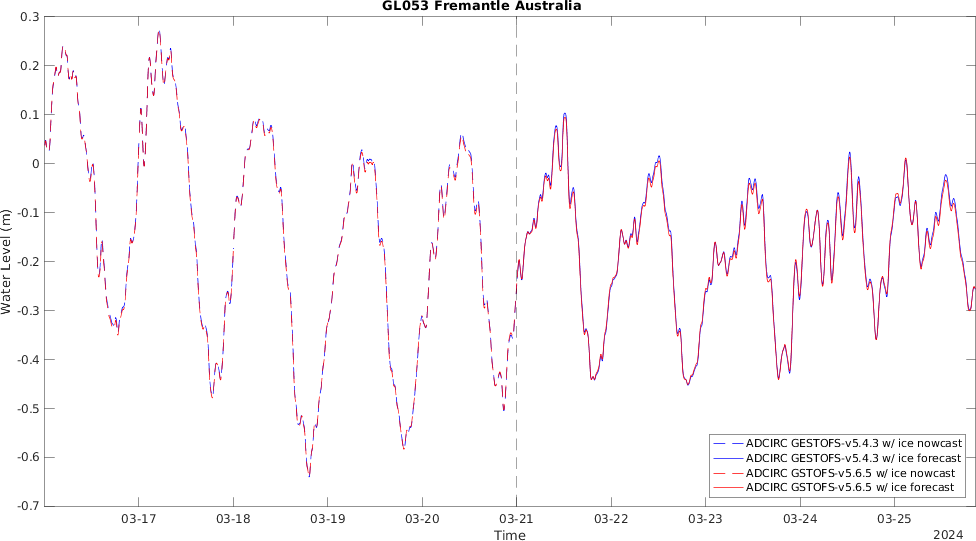 GL053 Fremantle Australia
0.3
0.2
0.1
0
-0.1
-0.2
-0.3
-0.4
-0.5
-0.6
-0.7
Water Level (m)
ADCIRC GESTOFS-v5.4.3 w/ ice nowcast
ADCIRC GESTOFS-v5.4.3 w/ ice forecast
ADCIRC GSTOFS-v5.6.5 w/ ice nowcast
ADCIRC GSTOFS-v5.6.5 w/ ice forecast
03-17 03-18 03-19 03-20 03-21 03-22 03-23 03-24 03-25
Time
2024